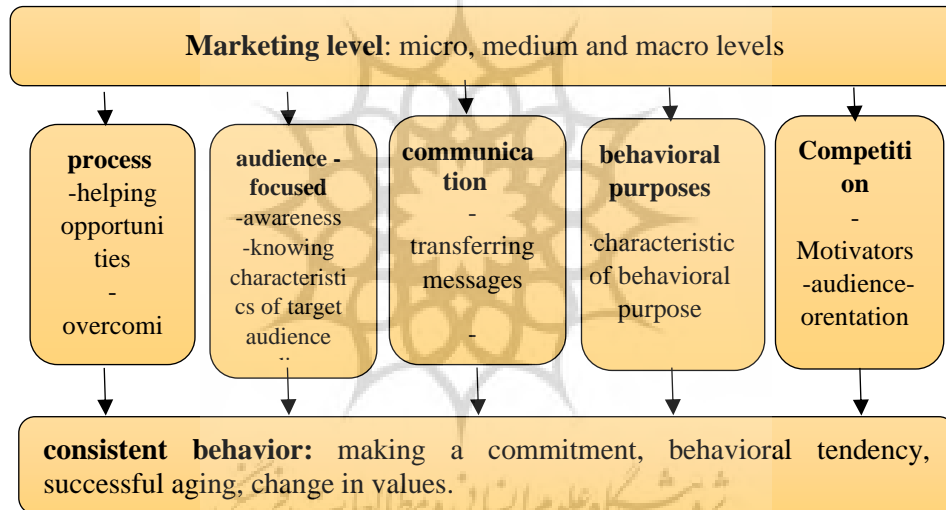 Marketing level: micro, medium and macro levels
process
-helping
opportuni
ties
-
overcomi
audience -
focused
-awareness
-knowing
characteristi
cs of target
audience
communica
tion
-
transferring
messages
-
behavioral
purposes
-characteristic
of behavioral
purpose
Competiti
on
-
Motivators
-audience-
orentation
consistent behavior: making a commitment, behavioral tendency,
successful aging, change in values.